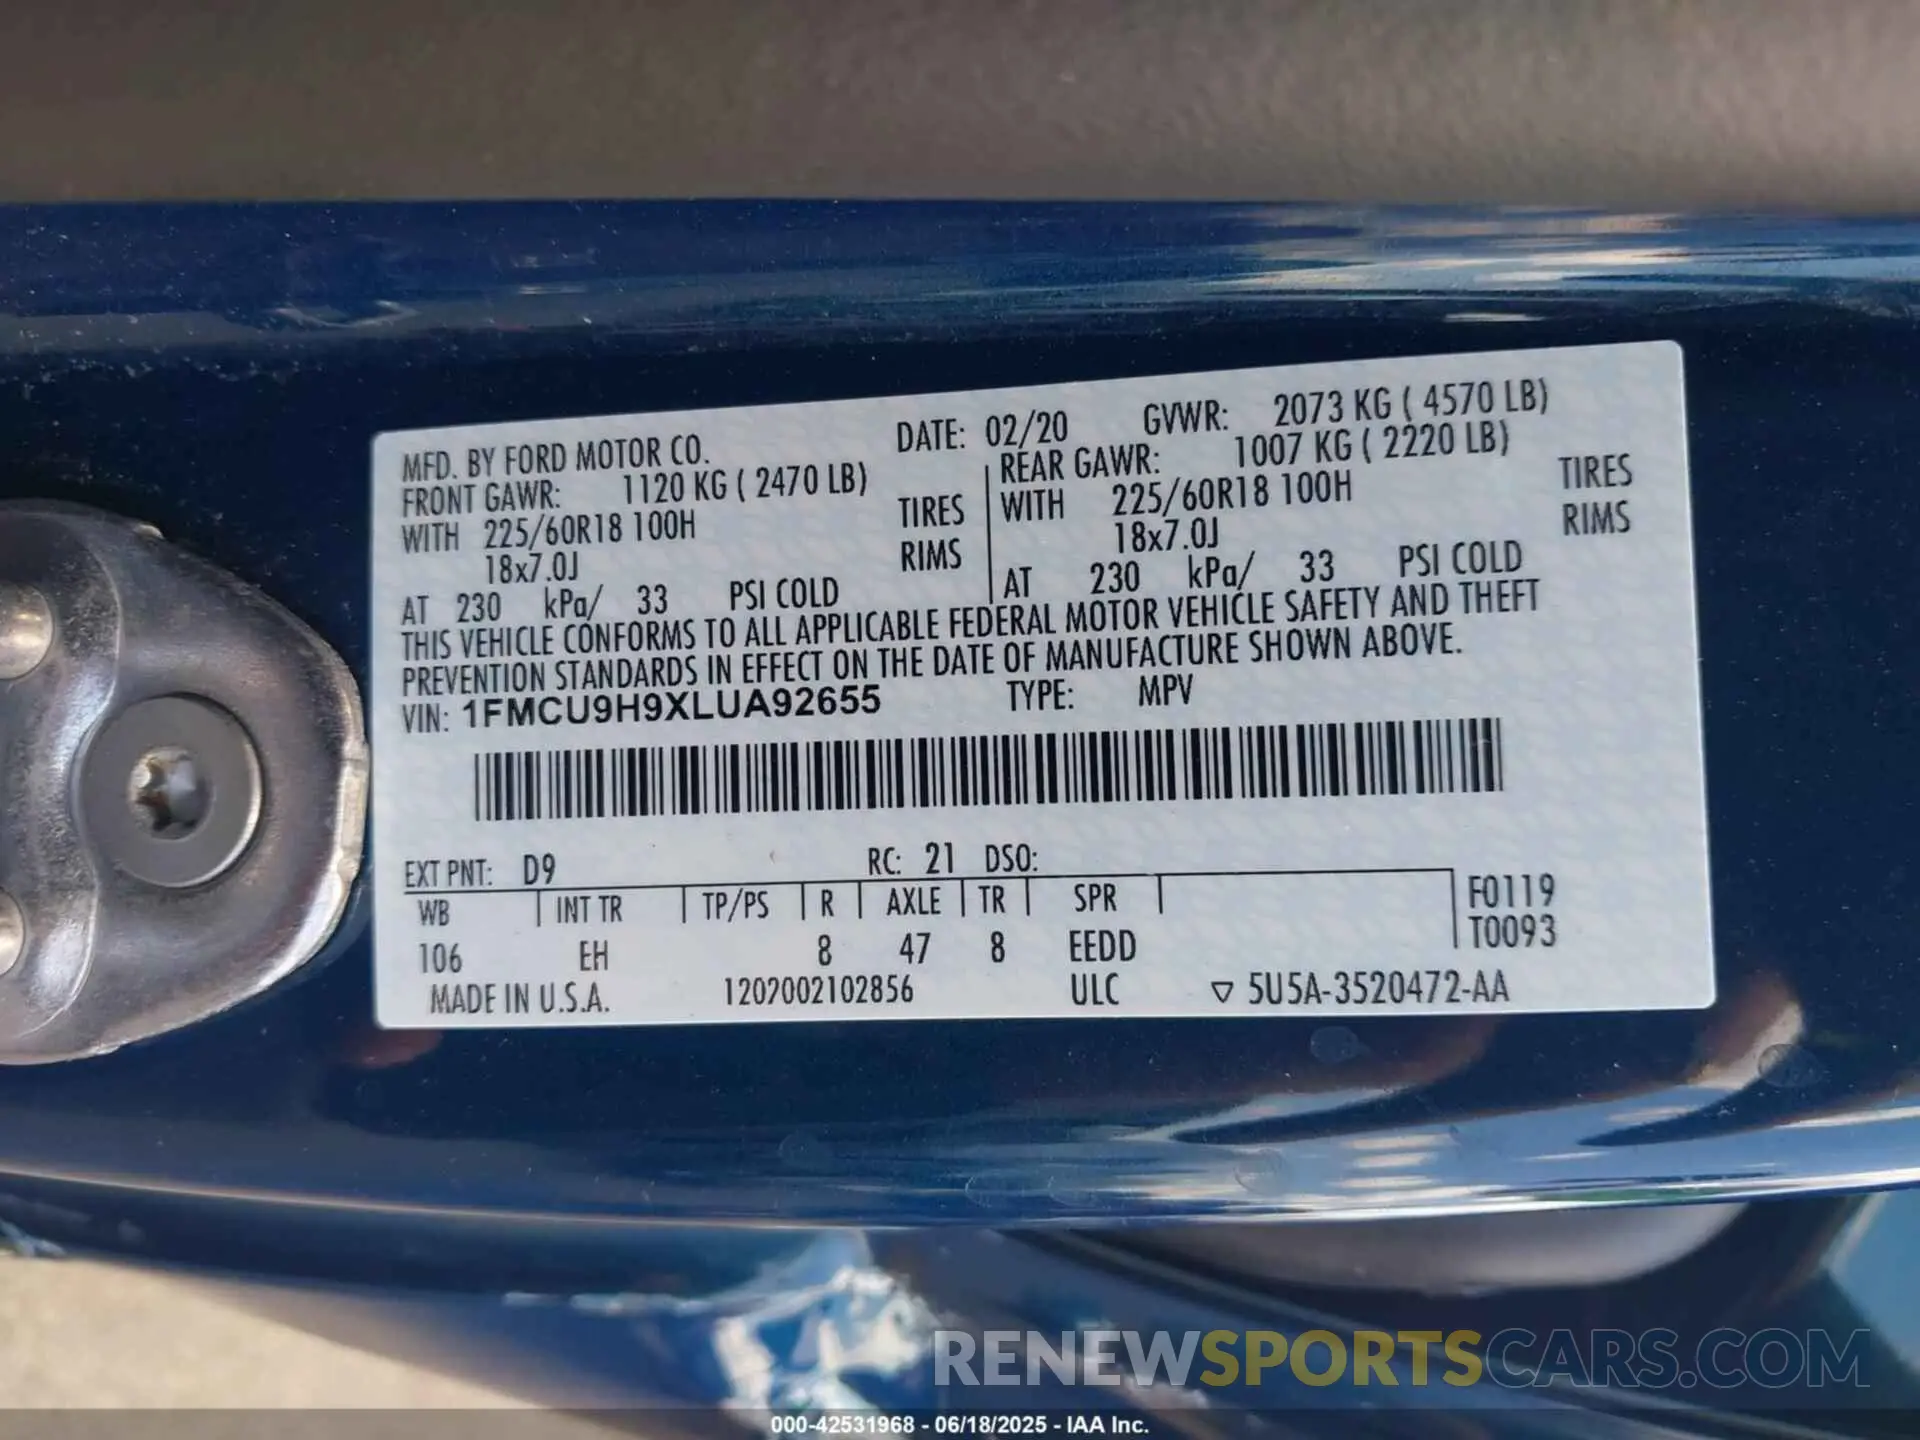 MFD. BY FORD MOTOR CO. DATE: 02/20 GVWR: 2073 KG ( 4570 LB)
FRONT GAWR: 1120 KG ( 2470 LB) REAR GAWR: 1007 KG ( 2220 LB)
WITH 225/60R18 100H TIRES WITH 225/60R18 100H TIRES
18x7.0J RIMS 18x7.0J RIMS
AT 230 kPa/ 33 PSI COLD AT 230 kPa/ 33 PSI COLD
THIS VEHICLE CONFORMS TO ALL APPLICABLE FEDERAL MOTOR VEHICLE SAFETY AND THEFT
PREVENTION STANDARDS IN EFFECT ON THE DATE OF MANUFACTURE SHOWN ABOVE.
VIN: 1FMCU9H9XLUA92655 TYPE: MPV
EXT PNT: D9 RC: 21 DSO:
WB INT TR TP/PS R AXLE TR SPR F0119
T0093
106 EH 8 47 8 EEDD
MADE IN U.S.A. 1207002102856 ULC ▽ 5U5A-3520472-AA
RENEWSPORTSCARS.COM
000-42531968 - 06/18/2025 - IAA Inc.